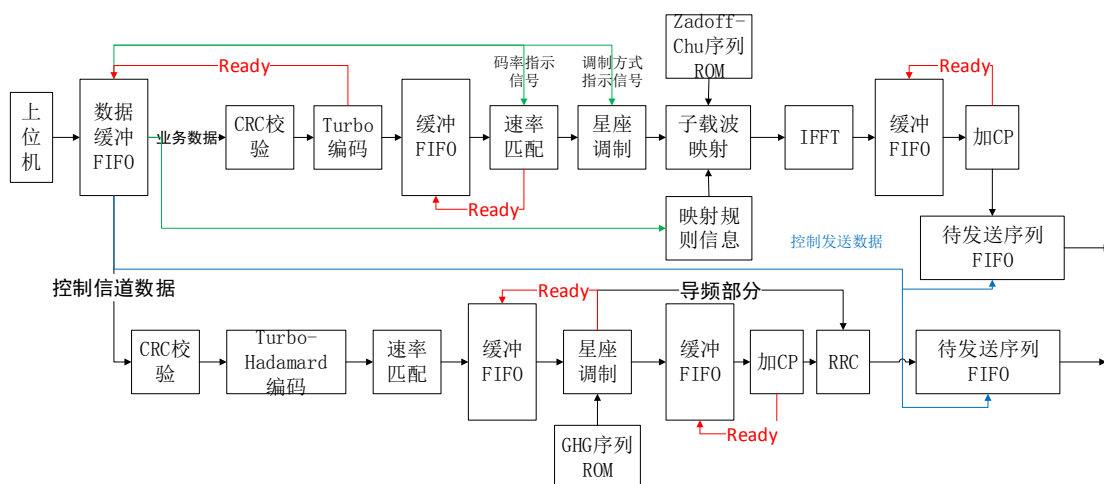 Zadoff-
Chu序列
ROM
Ready
码率指示
信号
调制方式
指示信号
Ready
上
位
机
数据
缓冲
FIFO
业务数据
CRC校
验
Turbo
编码
缓冲
FIFO
速率
匹配
星座
调制
子载波
映射
IFFT
缓冲
FIFO
加CP
Ready
映射规
则信息
控制发送数据
待发送序列
FIFO
控制信道数据
Ready
导频部分
CRC校
验
Turbo-
Hadamard
编码
速率
匹配
缓冲
FIFO
星座
调制
缓冲
FIFO
加CP
RRC
待发送序列
FIFO
Ready
GHG序列
ROM